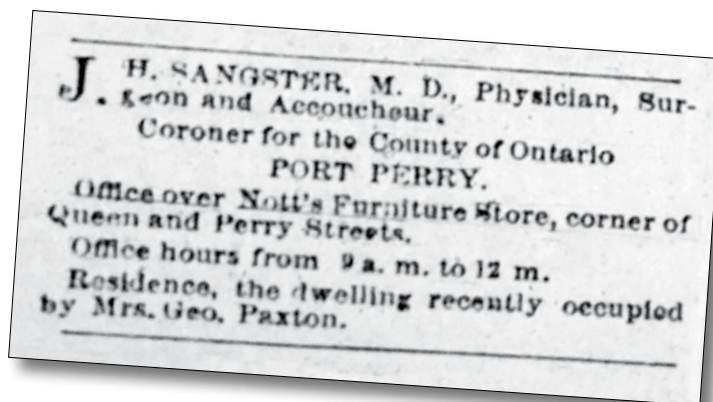 J. H. SANGSTER, M. D., Physician, Sur-
geon and Accoucheur.
Coroner for the County of Ontario
PORT PERRY.
Office over Nott's Furniture Store, corner of
Queen and Perry Streets.
Office hours from 9 a. m. to 12 m.
Residence, the dwelling recently occupied
by Mrs. Geo. Paxton.